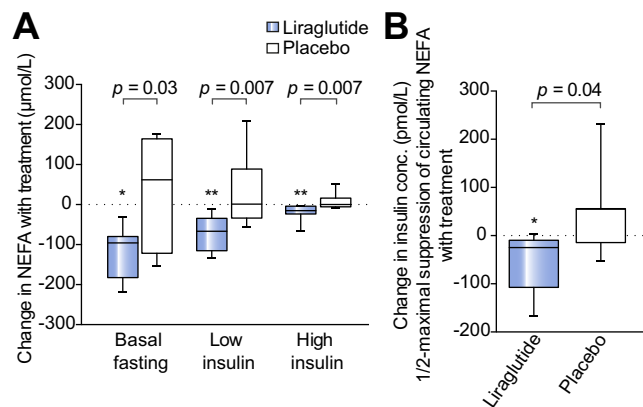 A
Liraglutide
Placebo
Change in NEFA with treatment (µmol/L)
300
200
100
0
-100
-200
-300
p = 0.03
p = 0.007
p = 0.007
*
**
**
Basal
fasting
Low
insulin
High
insulin
B
Change in insulin conc. (pmol/L)
1/2-maximal suppression of circulating NEFA
with treatment
300
200
100
0
-100
-200
p = 0.04
*
Liraglutide
Placebo